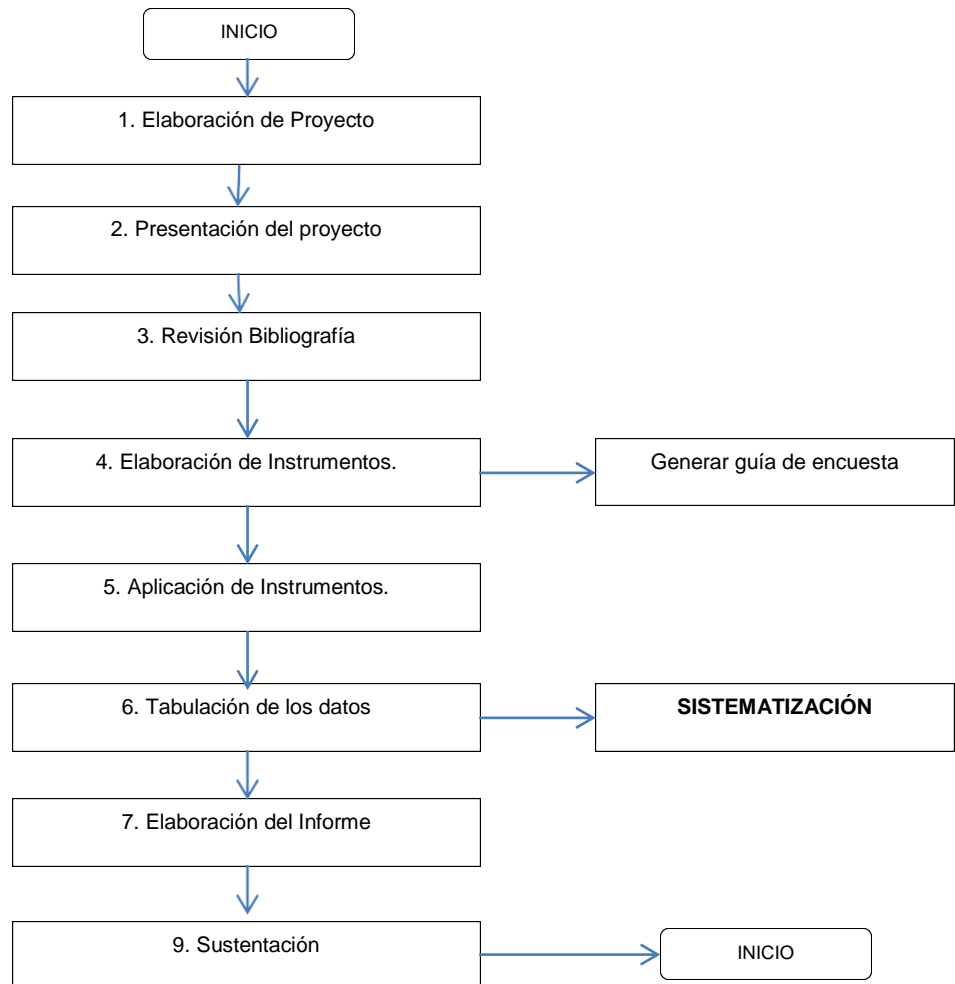 INICIO
1. Elaboración de Proyecto
2. Presentación del proyecto
3. Revisión Bibliografía
4. Elaboración de Instrumentos.
Generar guía de encuesta
5. Aplicación de Instrumentos.
6. Tabulación de los datos
SISTEMATIZACIÓN
7. Elaboración del Informe
9. Sustentación
INICIO